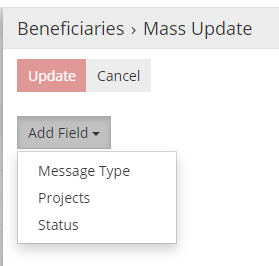 Beneficiaries › Mass Update
Update Cancel
Add Field
Message Type
Projects
Status